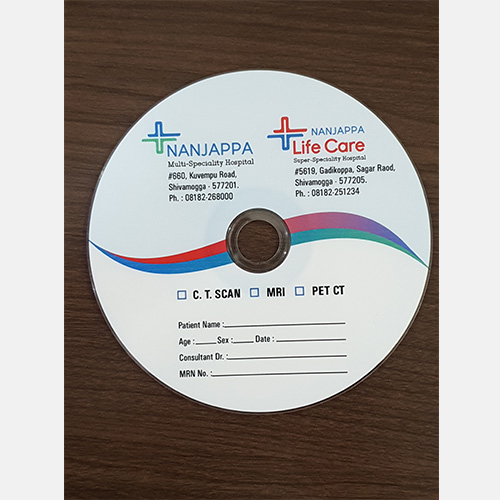 NANJAPPA
Multi-Speciality Hospital
#660, Kuvempu Road,
Shivamogga - 577201.
Ph. : 08182-268000
NANJAPPA
Life Care
Super-Speciality Hospital
#5619, Gadikoppa, Sagar Raod,
Shivamogga - 577205.
Ph. : 08182-251234
C. T. SCAN MRI PET CT
Patient Name :
Age : Sex : Date :
Consultant Dr. :
MRN No. :